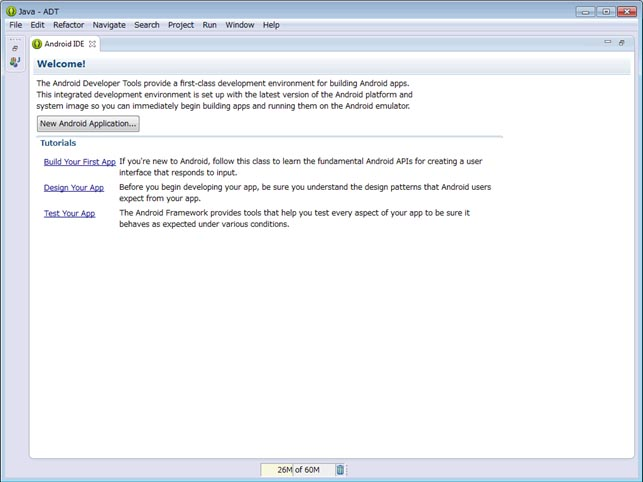 Java - ADT
File Edit Refactor Navigate Search Project Run Window Help
Android IDE
Welcome!
The Android Developer Tools provide a first-class development environment for building Android apps.
This integrated development environment is set up with the latest version of the Android platform and
system image so you can immediately begin building apps and running them on the Android emulator.
New Android Application...
Tutorials
Build Your First App If you're new to Android, follow this class to learn the fundamental Android APIs for creating a user
interface that responds to input.
Design Your App Before you begin developing your app, be sure you understand the design patterns that Android users
expect from your app.
Test Your App The Android Framework provides tools that help you test every aspect of your app to be sure it
behaves as expected under various conditions.
26M of 60M